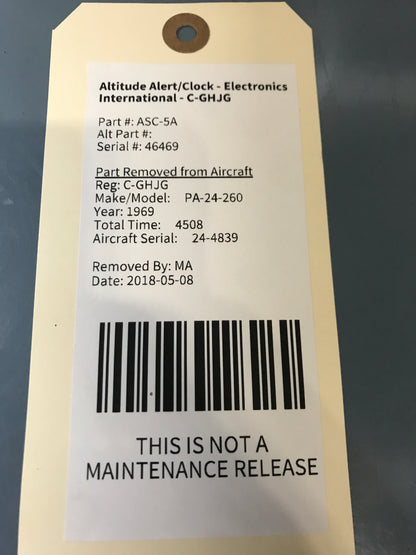 Altitude Alert/Clock - Electronics
International - C-GHJG
Part #: ASC-5A
Alt Part#:
Serial #: 46469
Part Removed from Aircraft
Reg: C-GHJG
Make/Model: PA-24-260
Year: 1969
Total Time: 4508
Aircraft Serial: 24-4839
Removed By: MA
Date: 2018-05-08
THIS IS NOT A
MAINTENANCE RELEASE